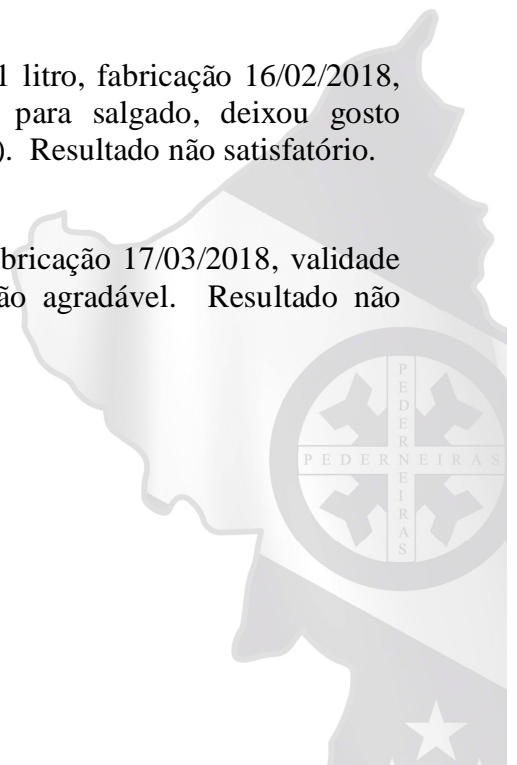 1 litro, fabricação 16/02/2018,
para salgado, deixou gosto
). Resultado não satisfatório.
bricação 17/03/2018, validade
ão agradável. Resultado não
PEDERNEIRAS
PEDERNEIRAS